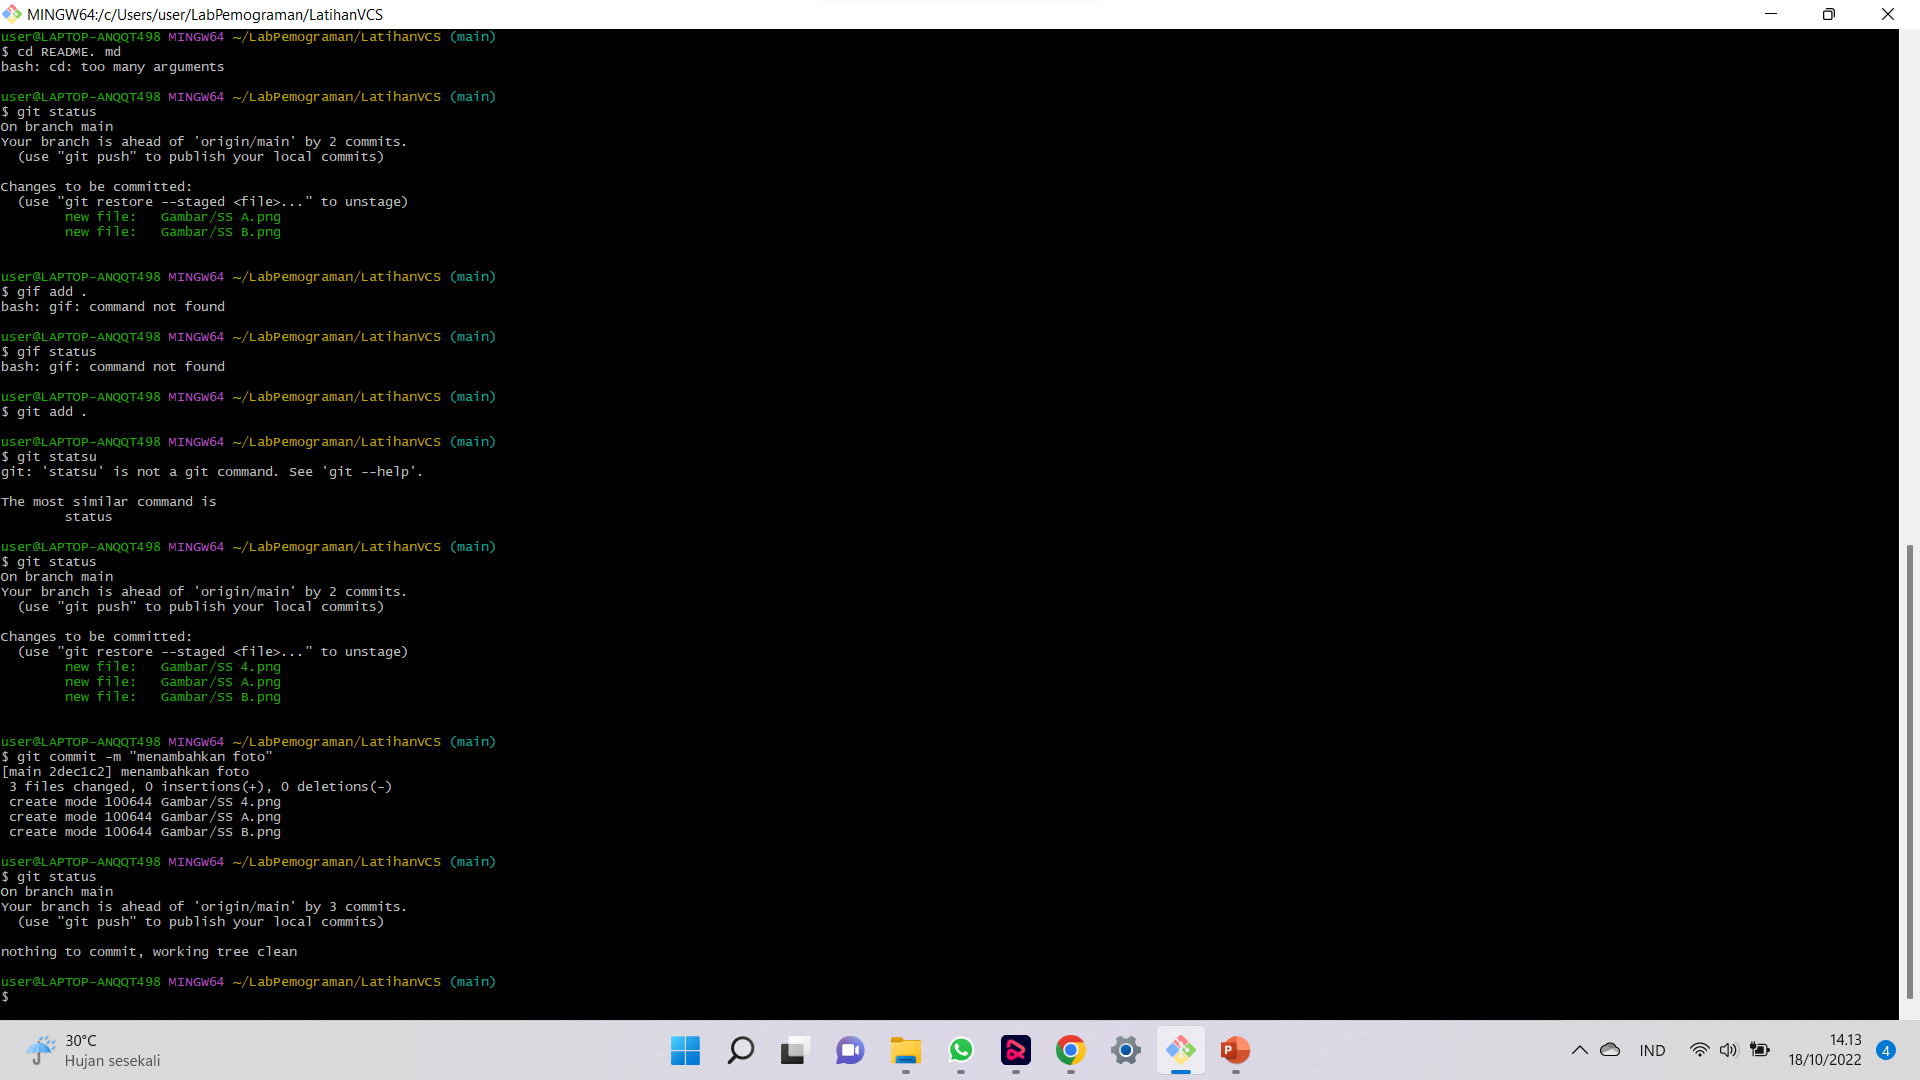 MINGW64:/c/Users/user/LabPemograman/LatihanVCS
user@LAPTOP-ANQQT498 MINGW64 ~/LabPemograman/LatihanVCS (main)
$ cd README. md
bash: cd: too many arguments
user@LAPTOP-ANQQT498 MINGW64 ~/LabPemograman/LatihanVCS (main)
$ git status
On branch main
Your branch is ahead of 'origin/main' by 2 commits.
  (use "git push" to publish your local commits)
Changes to be committed:
  (use "git restore --staged <file>..." to unstage)
        new file:   Gambar/SS A.png
        new file:   Gambar/SS B.png
user@LAPTOP-ANQQT498 MINGW64 ~/LabPemograman/LatihanVCS (main)
$ gif add .
bash: gif: command not found
user@LAPTOP-ANQQT498 MINGW64 ~/LabPemograman/LatihanVCS (main)
$ gif status
bash: gif: command not found
user@LAPTOP-ANQQT498 MINGW64 ~/LabPemograman/LatihanVCS (main)
$ git add .
user@LAPTOP-ANQQT498 MINGW64 ~/LabPemograman/LatihanVCS (main)
$ git statsu
git: 'statsu' is not a git command. See 'git --help'.
The most similar command is
        status
user@LAPTOP-ANQQT498 MINGW64 ~/LabPemograman/LatihanVCS (main)
$ git status
On branch main
Your branch is ahead of 'origin/main' by 2 commits.
  (use "git push" to publish your local commits)
Changes to be committed:
  (use "git restore --staged <file>..." to unstage)
        new file:   Gambar/SS 4.png
        new file:   Gambar/SS A.png
        new file:   Gambar/SS B.png
user@LAPTOP-ANQQT498 MINGW64 ~/LabPemograman/LatihanVCS (main)
$ git commit -m "menambahkan foto"
[main 2dec1c2] menambahkan foto
 3 files changed, 0 insertions(+), 0 deletions(-)
 create mode 100644 Gambar/SS 4.png
 create mode 100644 Gambar/SS A.png
 create mode 100644 Gambar/SS B.png
user@LAPTOP-ANQQT498 MINGW64 ~/LabPemograman/LatihanVCS (main)
$ git status
On branch main
Your branch is ahead of 'origin/main' by 3 commits.
  (use "git push" to publish your local commits)
nothing to commit, working tree clean
user@LAPTOP-ANQQT498 MINGW64 ~/LabPemograman/LatihanVCS (main)
$
30°C
Hujan sesekali
P
IND
14.13
18/10/2022
4